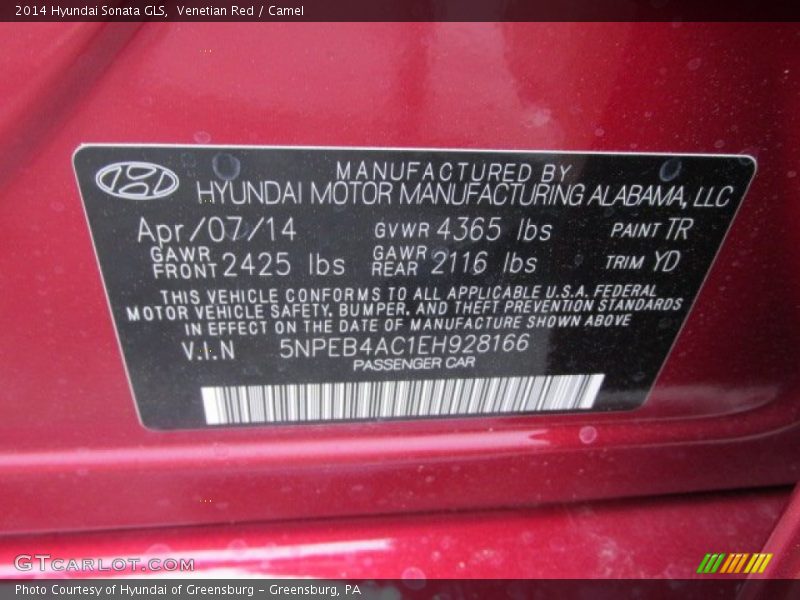 2014 Hyundai Sonata GLS,  Venetian Red / Camel
MANUFACTURED BY
HYUNDAI MOTOR MANUFACTURING ALABAMA, LLC
Apr/07/14 GVWR 4365 lbs PAINT TR
GAWR FRONT 2425 lbs GAWR REAR 2116 lbs TRIM YD
THIS VEHICLE CONFORMS TO ALL APPLICABLE U.S.A. FEDERAL
MOTOR VEHICLE SAFETY, BUMPER, AND THEFT PREVENTION STANDARDS
IN EFFECT ON THE DATE OF MANUFACTURE SHOWN ABOVE
V.I.N 5NPEB4AC1EH928166
PASSENGER CAR
GTCARLOT.COM
Photo Courtesy of Hyundai of Greensburg - Greensburg, PA